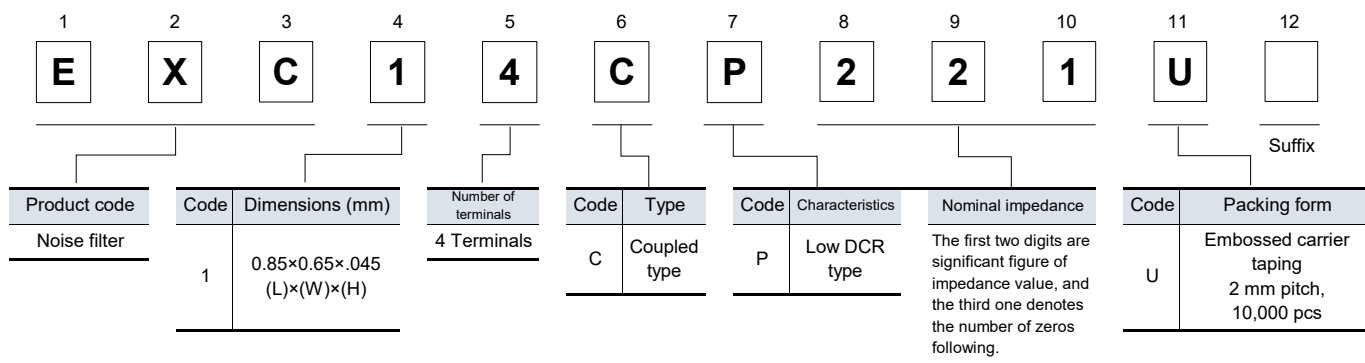 1 2 3 4 5 6 7 8 9 10 11 12
E X C 1 4 C P 2 2 1 U
Suffix
Product code
Noise filter
Code Dimensions (mm)
1 0.85×0.65×.045
(L)×(W)×(H)
Number of
terminals
4 Terminals
Code Type
C Coupled
type
Code Characteristics
P Low DCR
type
Nominal impedance
The first two digits are
significant figure of
impedance value, and
the third one denotes
the number of zeros
following.
Code Packing form
U Embossed carrier
taping
2 mm pitch,
10,000 pcs